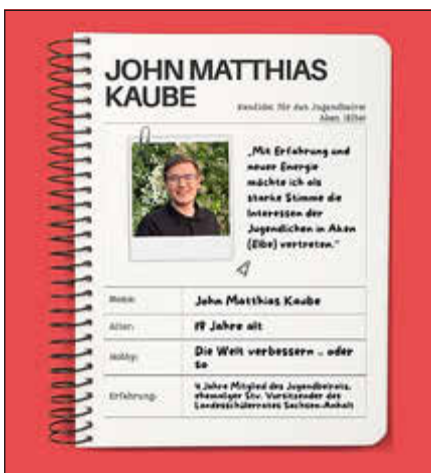 JOHN MATTHIAS
KAUBE
Kandidat für den Jugendbeirat
Aken (Elbe)
„Mit Erfahrung und
neuer Energie
möchte ich als
starke Stimme die
Interessen der
Jugendlichen in Aken
(Elbe) vertreten.“
Name: John Matthias Kaube
Alter: 18 Jahre alt
Hobby: Die Welt verbessern .. oder
so
Erfahrung: 4 Jahre Mitglied des Jugendbeirats,
ehemaliger Stv. Vorsitzender des
Landesschülerrates Sachsen-Anhalt